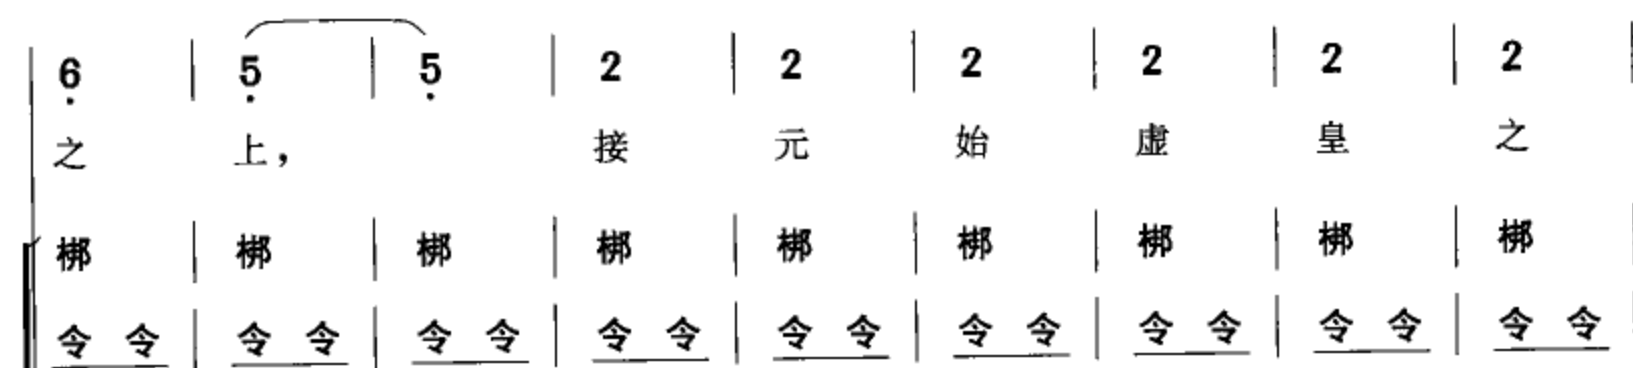 6̣ | 5̣ | 5̣ | 2 | 2 | 2 | 2 | 2 | 2
之 上， 接 元 始 虚 皇 之
梆 | 梆 | 梆 | 梆 | 梆 | 梆 | 梆 | 梆 | 梆
令 令 | 令 令 | 令 令 | 令 令 | 令 令 | 令 令 | 令 令 | 令 令 | 令 令